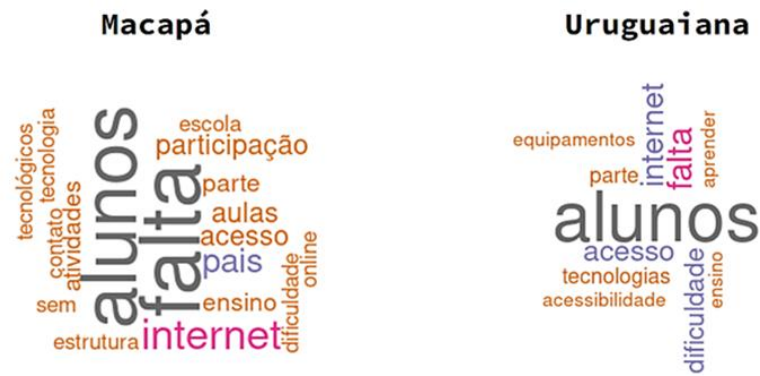 Macapá
tecnológicos
tecnologia
contato
atividades
alunos
falta
escola
participação
parte
aulas
acesso
pais
dificuldade
online
sem
ensino
estrutura
internet
Uruguaiana
equipamentos
internet
falta
aprender
parte
alunos
acesso
tecnologias
acessibilidade
dificuldade
ensino